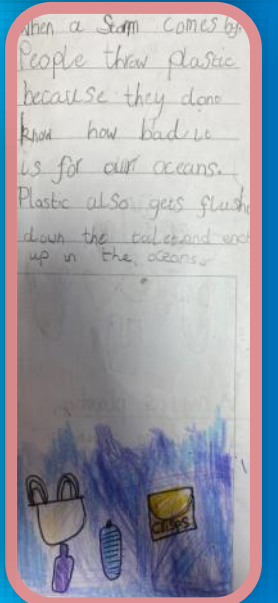 When a Storm comes by.
People throw plastic
because they done
know how bad it
is for our oceans.
Plastic also gets flushe
down the toilet and end
up in the oceans.
CRISPS